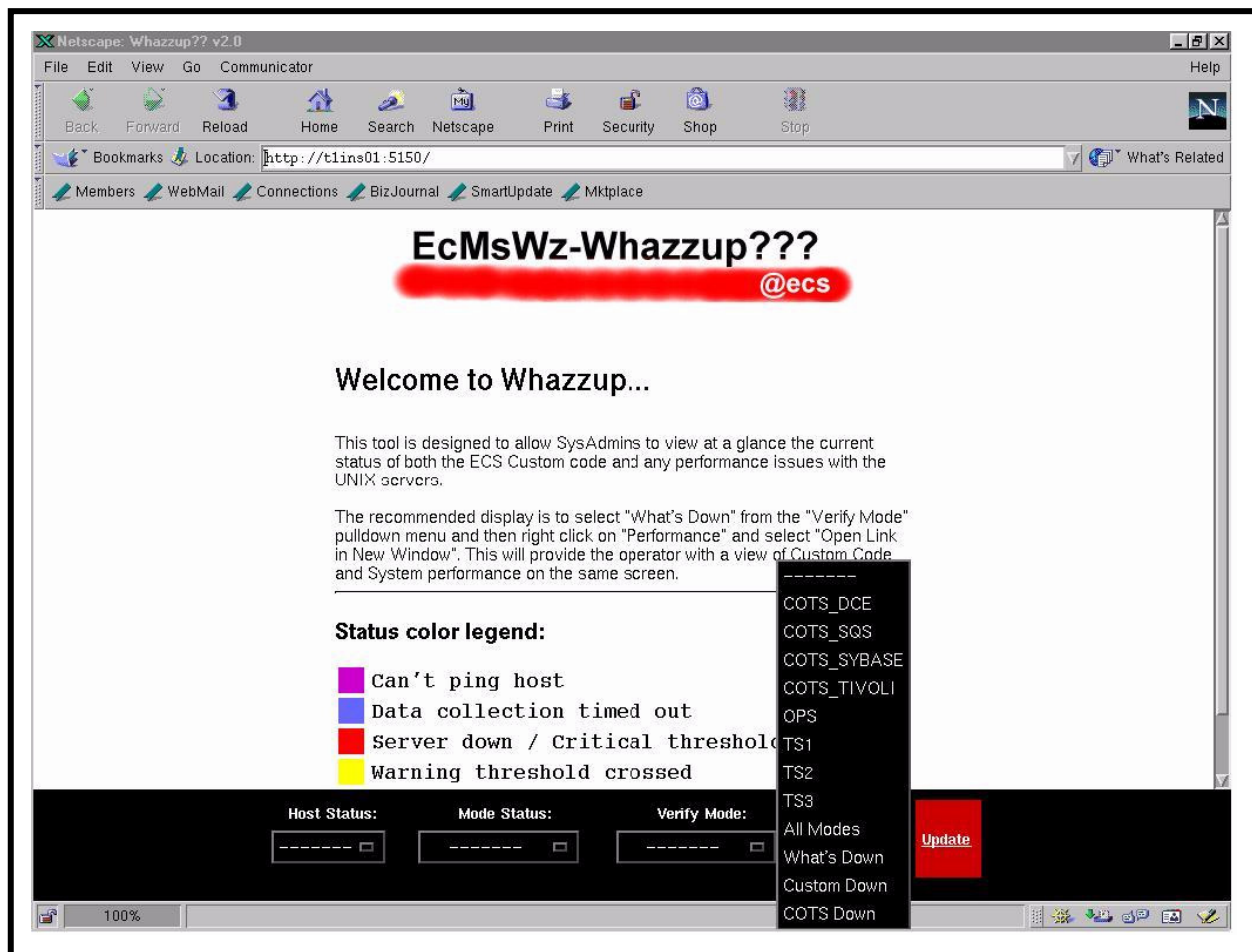 Netscape: Whazzup?? v2.0
File Edit View Go Communicator Help
Back Forward Reload Home Search Netscape Print Security Shop Stop
My
N
Bookmarks Location: http://t1ins01:5150/ What's Related
Members WebMail Connections BizJournal SmartUpdate Mktplace
EcMsWz-Whazzup???
@ecs
Welcome to Whazzup...
This tool is designed to allow SysAdmins to view at a glance the current
status of both the ECS Custom code and any performance issues with the
UNIX servers.
The recommended display is to select "What's Down" from the "Verify Mode"
pulldown menu and then right click on "Performance" and select "Open Link
in New Window". This will provide the operator with a view of Custom Code
and System performance on the same screen.
Status color legend:
Can't ping host
Data collection timed out
Server down / Critical threshold
Warning threshold crossed
-------
COTS_DCE
COTS_SQS
COTS_SYBASE
COTS_TIVOLI
OPS
TS1
TS2
TS3
All Modes
What's Down
Custom Down
COTS Down
Host Status: Mode Status: Verify Mode:
------- ------- ------- Update
100%